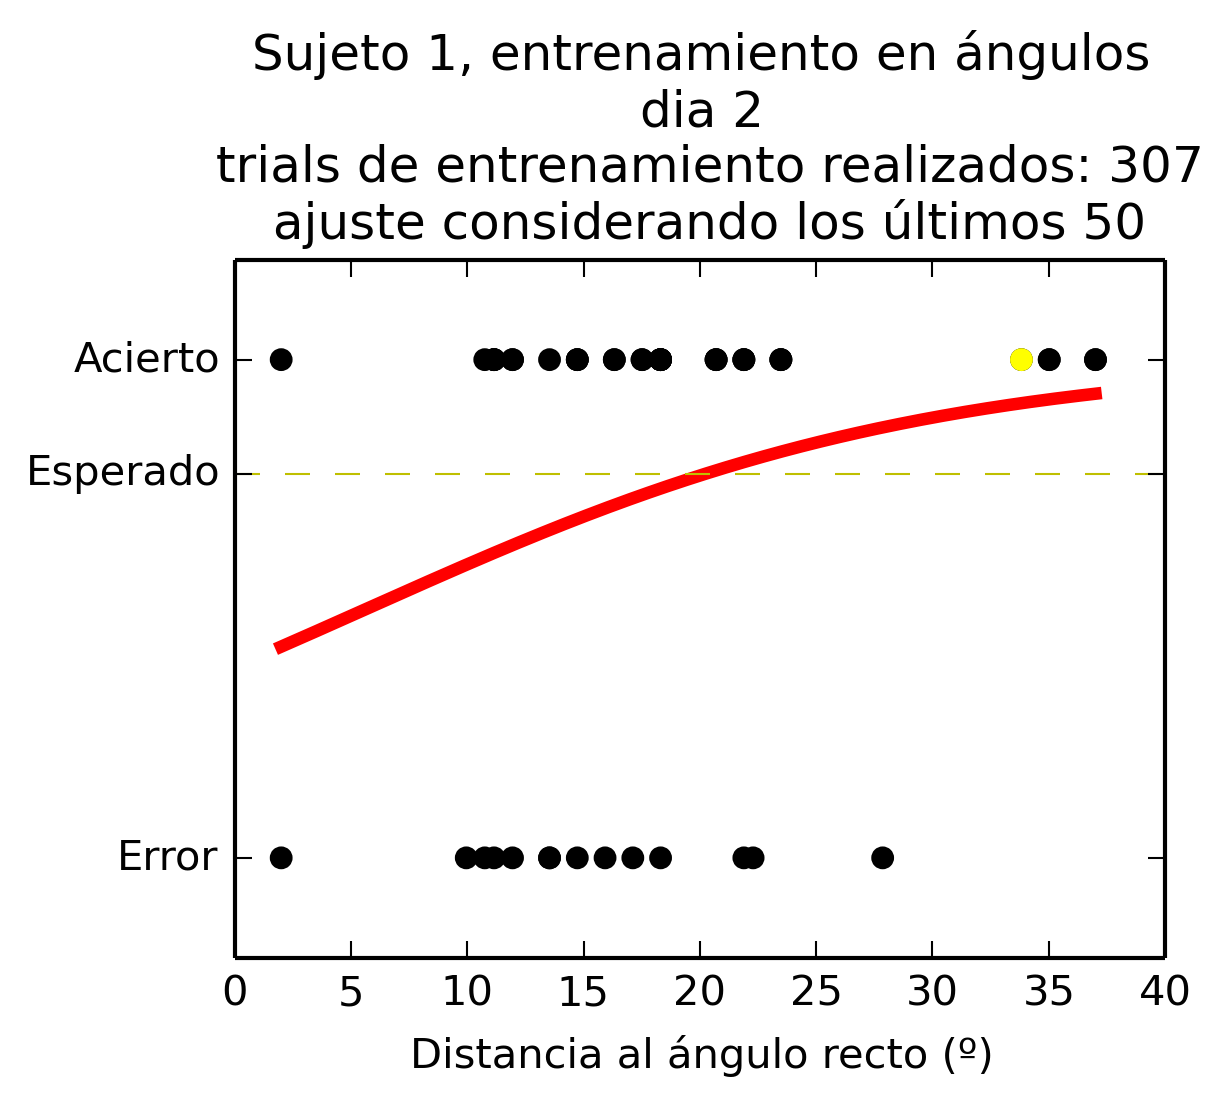 Sujeto 1, entrenamiento en ángulos
dia 2
trials de entrenamiento realizados: 307
ajuste considerando los últimos 50
Acierto
Esperado
Error
0 5 10 15 20 25 30 35 40
Distancia al ángulo recto (º)